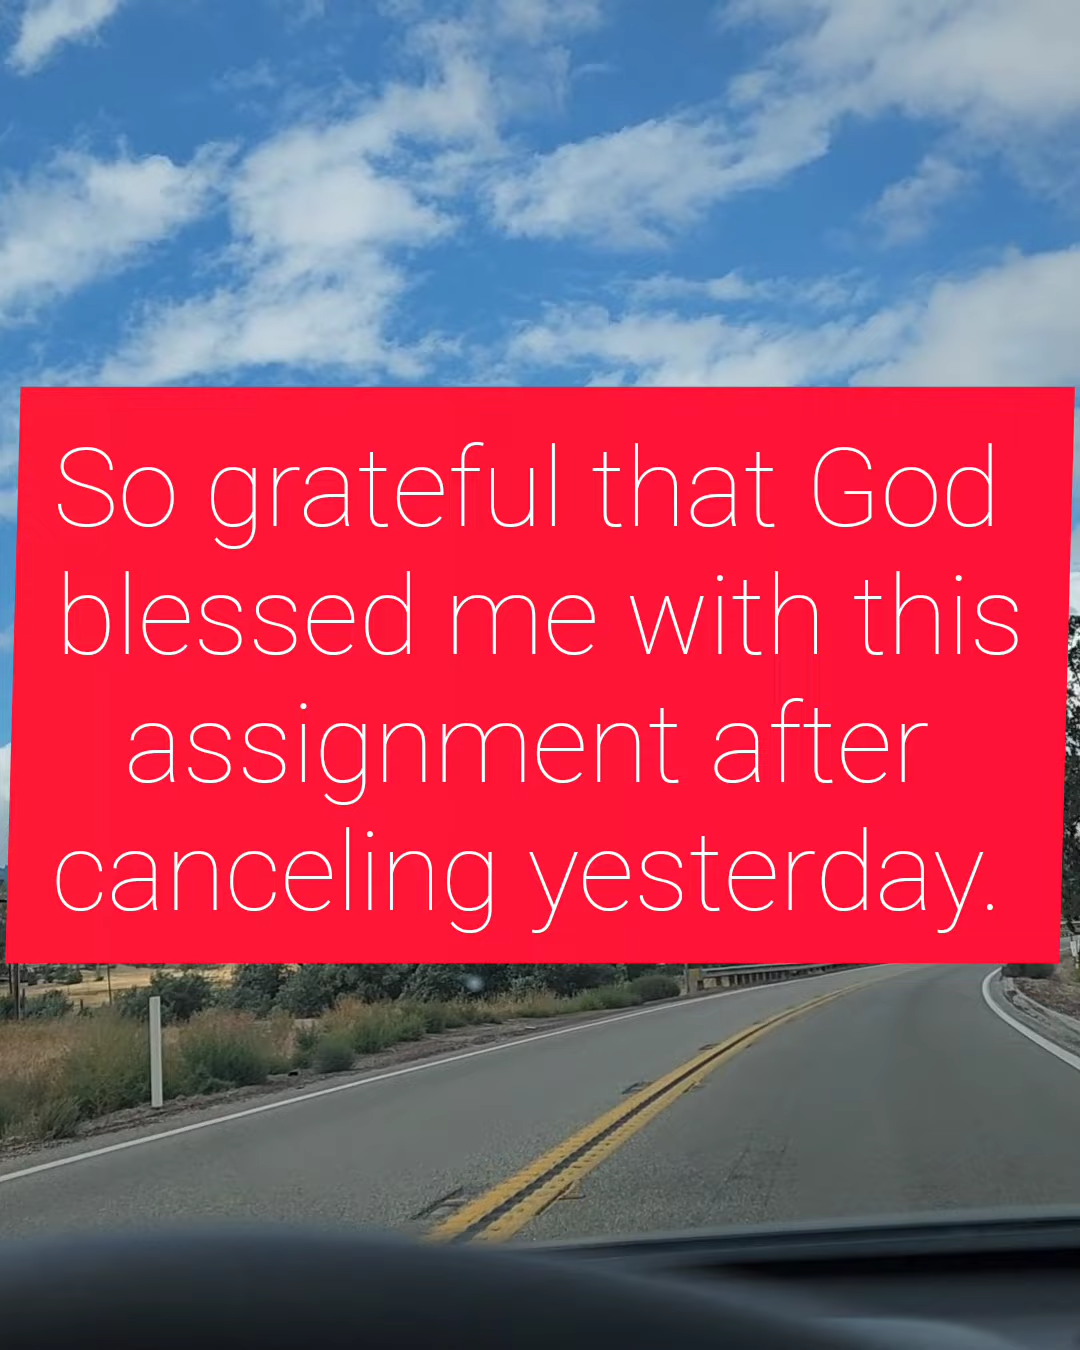 So grateful that God
blessed me with this
assignment after
canceling yesterday.